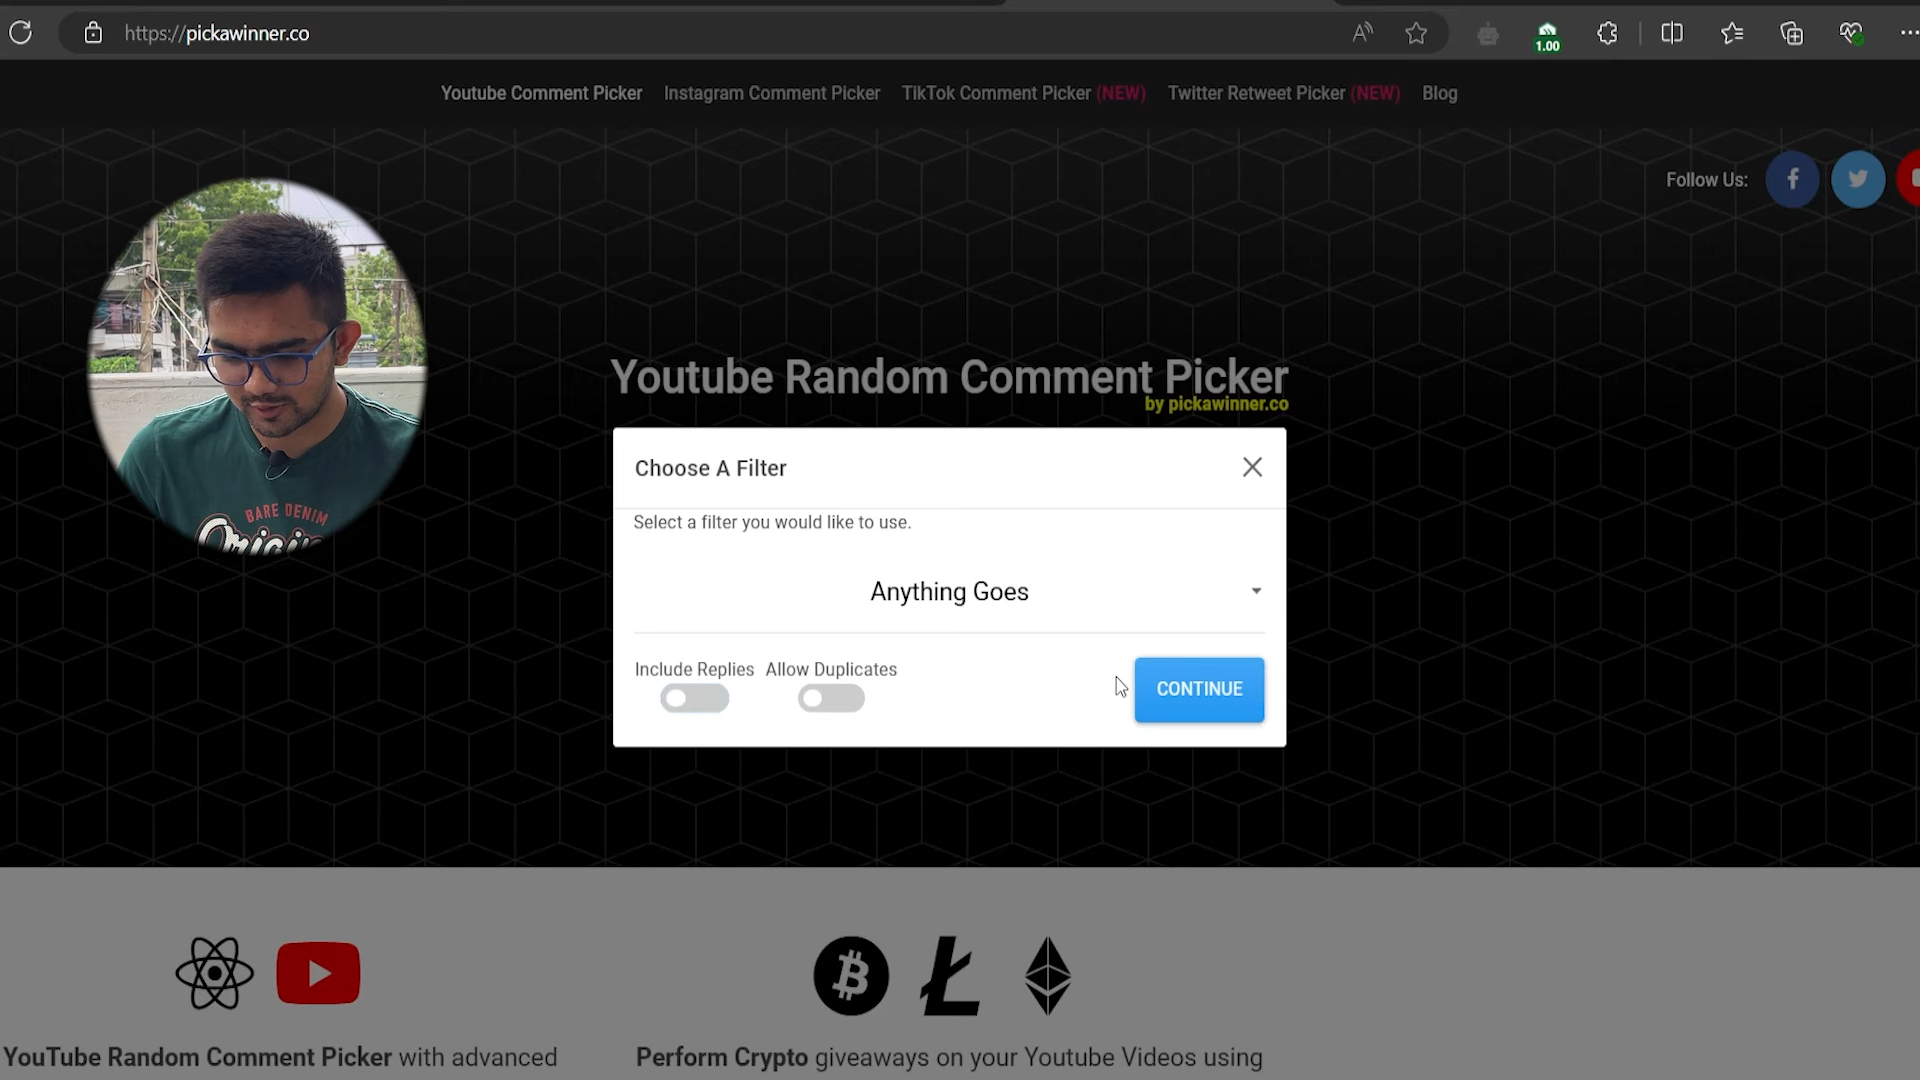 https://pickawinner.co
1.00
Youtube Comment Picker Instagram Comment Picker TikTok Comment Picker (NEW) Twitter Retweet Picker (NEW) Blog
Follow Us:
Youtube Random Comment Picker
by pickawinner.co
BARE DENIM
Choose A Filter
Select a filter you would like to use.
Anything Goes
Include Replies Allow Duplicates
CONTINUE
YouTube Random Comment Picker with advanced
Perform Crypto giveaways on your Youtube Videos using